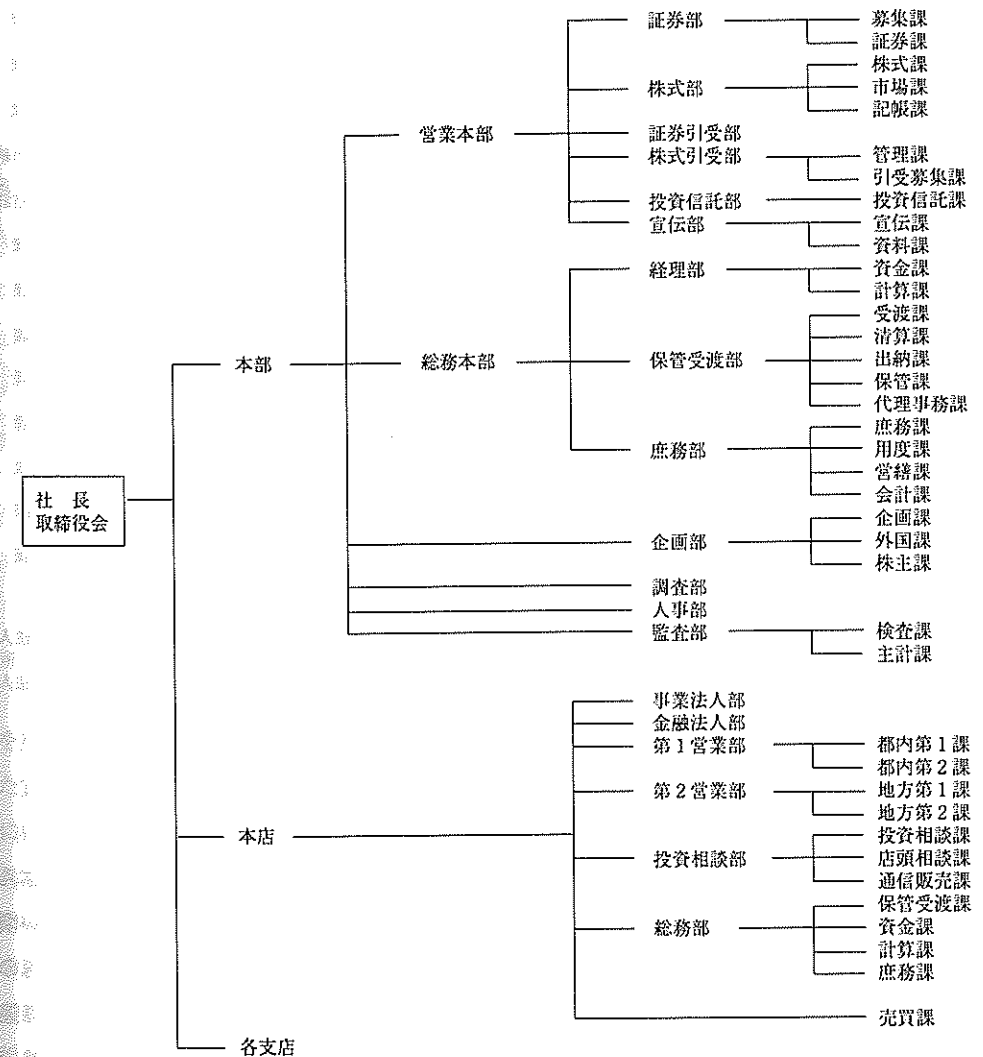 証券部
募集課
証券課
株式部
株式課
市場課
記帳課
営業本部
証券引受部
株式引受部
管理課
引受募集課
投資信託部
投資信託課
宣伝部
宣伝課
資料課
経理部
資金課
計算課
本部
総務本部
保管受渡部
受渡課
清算課
出納課
保管課
代理事務課
庶務部
庶務課
用度課
営繕課
会計課
社長
取締役会
企画部
企画課
外国課
株主課
調査部
人事部
監査部
検査課
主計課
事業法人部
金融法人部
第1営業部
都内第1課
都内第2課
第2営業部
地方第1課
地方第2課
本店
投資相談部
投資相談課
店頭相談課
通信販売課
総務部
保管受渡課
資金課
計算課
庶務課
売買課
各支店